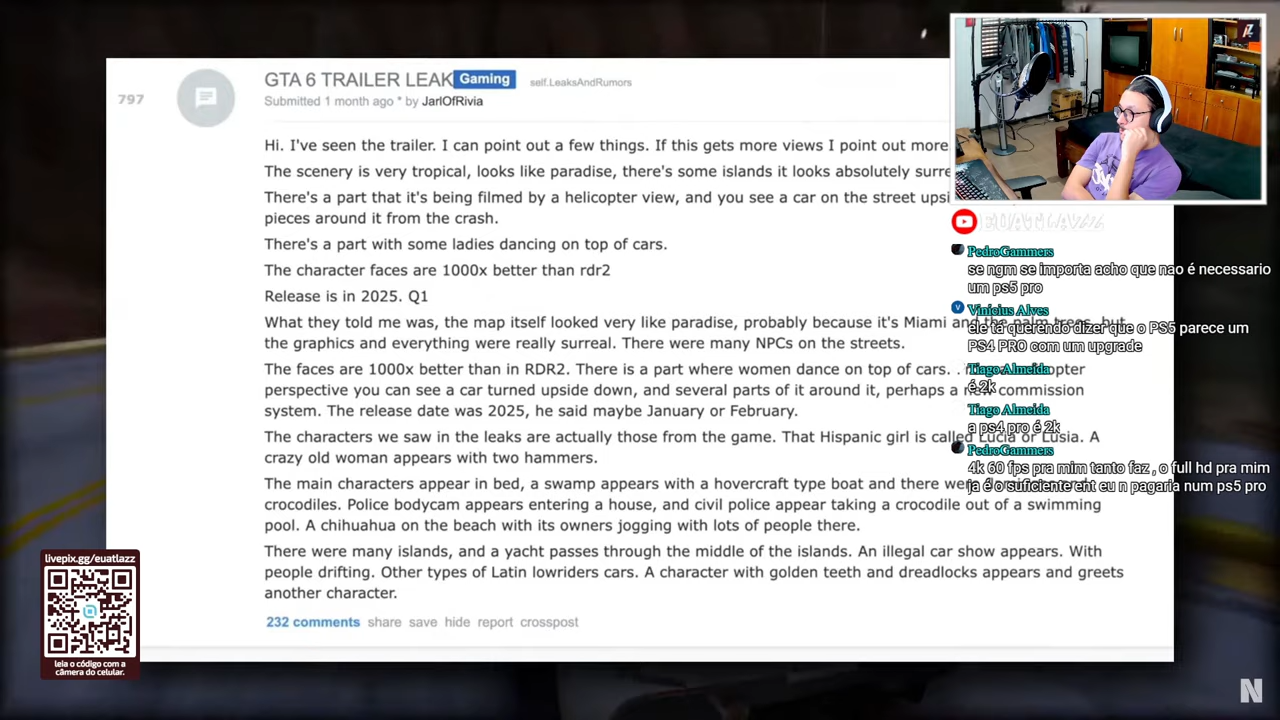 GTA 6 TRAILER LEAK Gaming self.LeaksAndRumors
797
Submitted 1 month ago * by JarlOfRivia
Hi. I've seen the trailer. I can point out a few things. If this gets more views I point out more
The scenery is very tropical, looks like paradise, there's some islands it looks absolutely surre
There's a part that it's being filmed by a helicopter view, and you see a car on the street upsi
pieces around it from the crash.
There's a part with some ladies dancing on top of cars.
The character faces are 1000x better than rdr2
Release is in 2025. Q1
What they told me was, the map itself looked very like paradise, probably because it's Miami and the palm trees, but
the graphics and everything were really surreal. There were many NPCs on the streets.
The faces are 1000x better than in RDR2. There is a part where women dance on top of cars. . copter
perspective you can see a car turned upside down, and several parts of it around it, perhaps a new commission
system. The release date was 2025, he said maybe January or February.
The characters we saw in the leaks are actually those from the game. That Hispanic girl is called Lucia or Lusia. A
crazy old woman appears with two hammers.
The main characters appear in bed, a swamp appears with a hovercraft type boat and there were
crocodiles. Police bodycam appears entering a house, and civil police appear taking a crocodile out of a swimming
pool. A chihuahua on the beach with its owners jogging with lots of people there.
There were many islands, and a yacht passes through the middle of the islands. An illegal car show appears. With
people drifting. Other types of Latin lowriders cars. A character with golden teeth and dreadlocks appears and greets
another character.
232 comments share save hide report crosspost
EUATLAZZ
PedroGammers
se ngm se importa acho que nao é necessario
um ps5 pro
V Vinícius Alves
ele tá querendo dizer que o PS5 parece um
PS4 PRO com um upgrade
Tiago Almeida
é 2k
Tiago Almeida
a ps4 pro é 2k
PedroGammers
4k 60 fps pra mim tanto faz , o full hd pra mim
ja é o suficiente ent eu n pagaria num ps5 pro
livepix.gg/euatlazz
leia o código com a
câmera do celular.
N